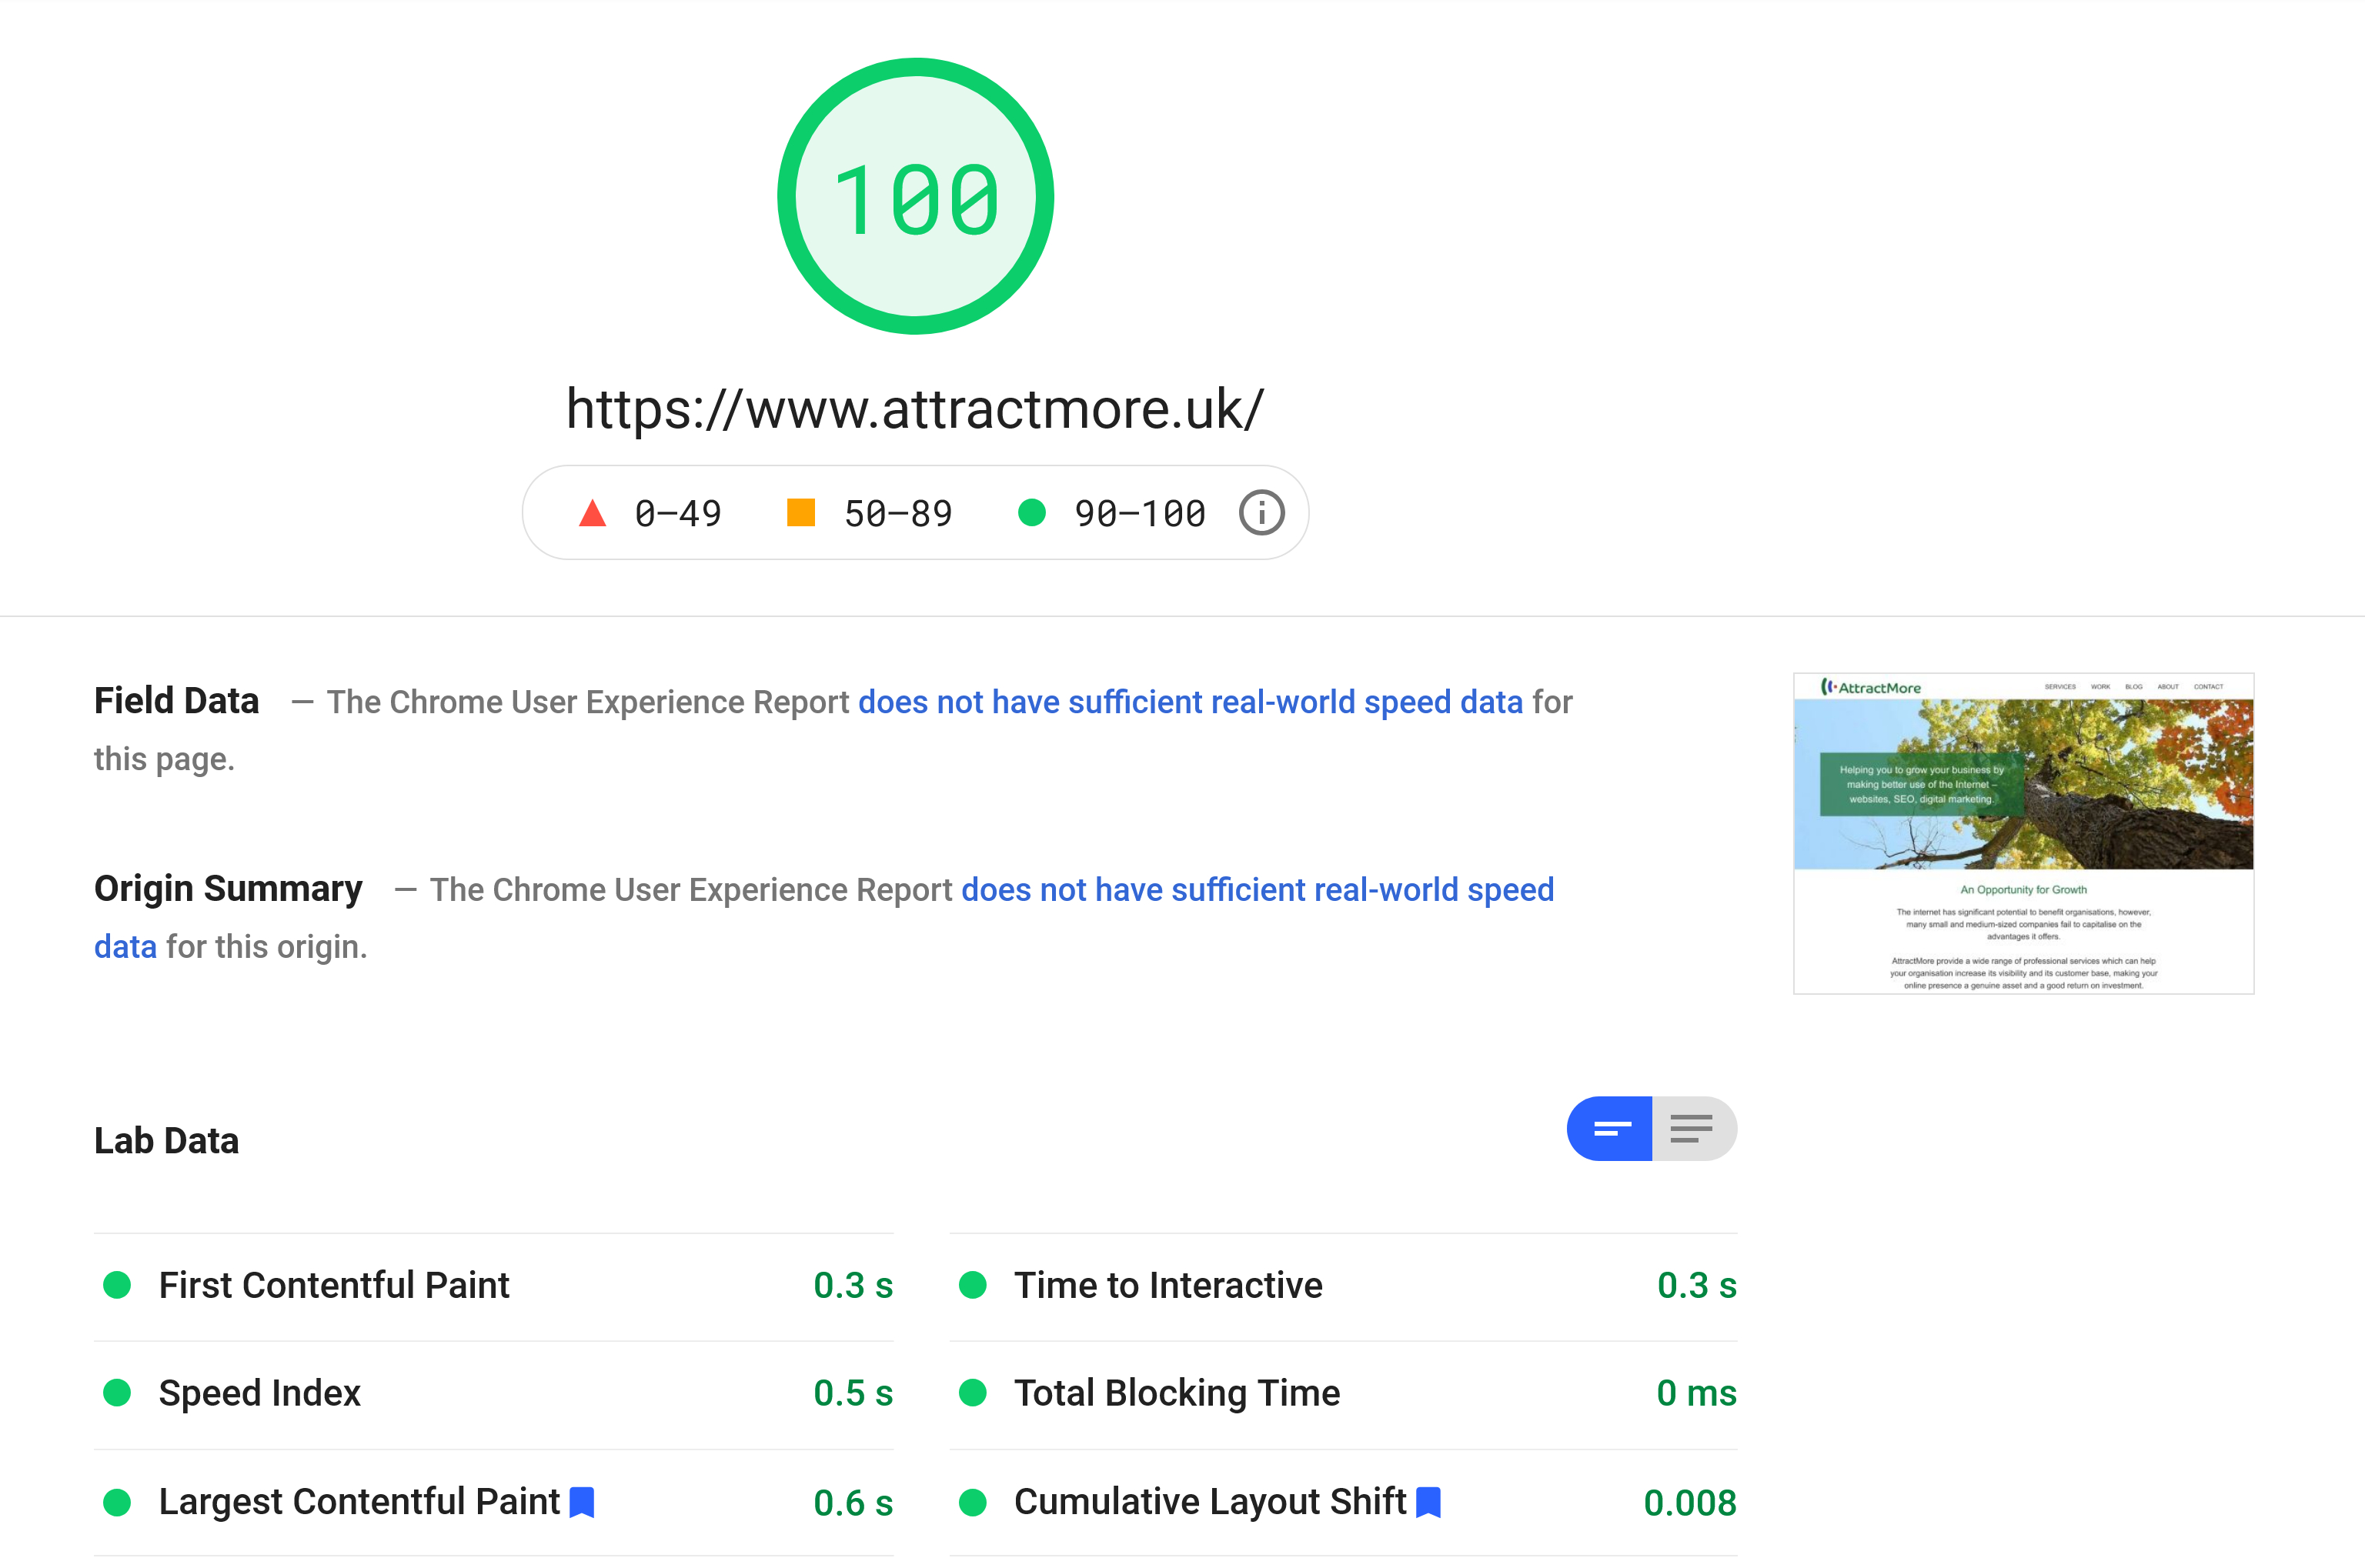 100
https://www.attractmore.uk/
0–49 50–89 90–100
Field Data — The Chrome User Experience Report does not have sufficient real-world speed data for
this page.
Origin Summary — The Chrome User Experience Report does not have sufficient real-world speed
data for this origin.
AttractMore
SERVICES WORK BLOG ABOUT CONTACT
Helping you to grow your business by
making better use of the Internet –
websites, SEO, digital marketing.
An Opportunity for Growth
The internet has significant potential to benefit organisations, however,
many small and medium-sized companies fail to capitalise on the
advantages it offers.
AttractMore provide a wide range of professional services which can help
your organisation increase its visibility and its customer base, making your
online presence a genuine asset and a good return on investment.
Lab Data
First Contentful Paint 0.3 s
Time to Interactive 0.3 s
Speed Index 0.5 s
Total Blocking Time 0 ms
Largest Contentful Paint 0.6 s
Cumulative Layout Shift 0.008